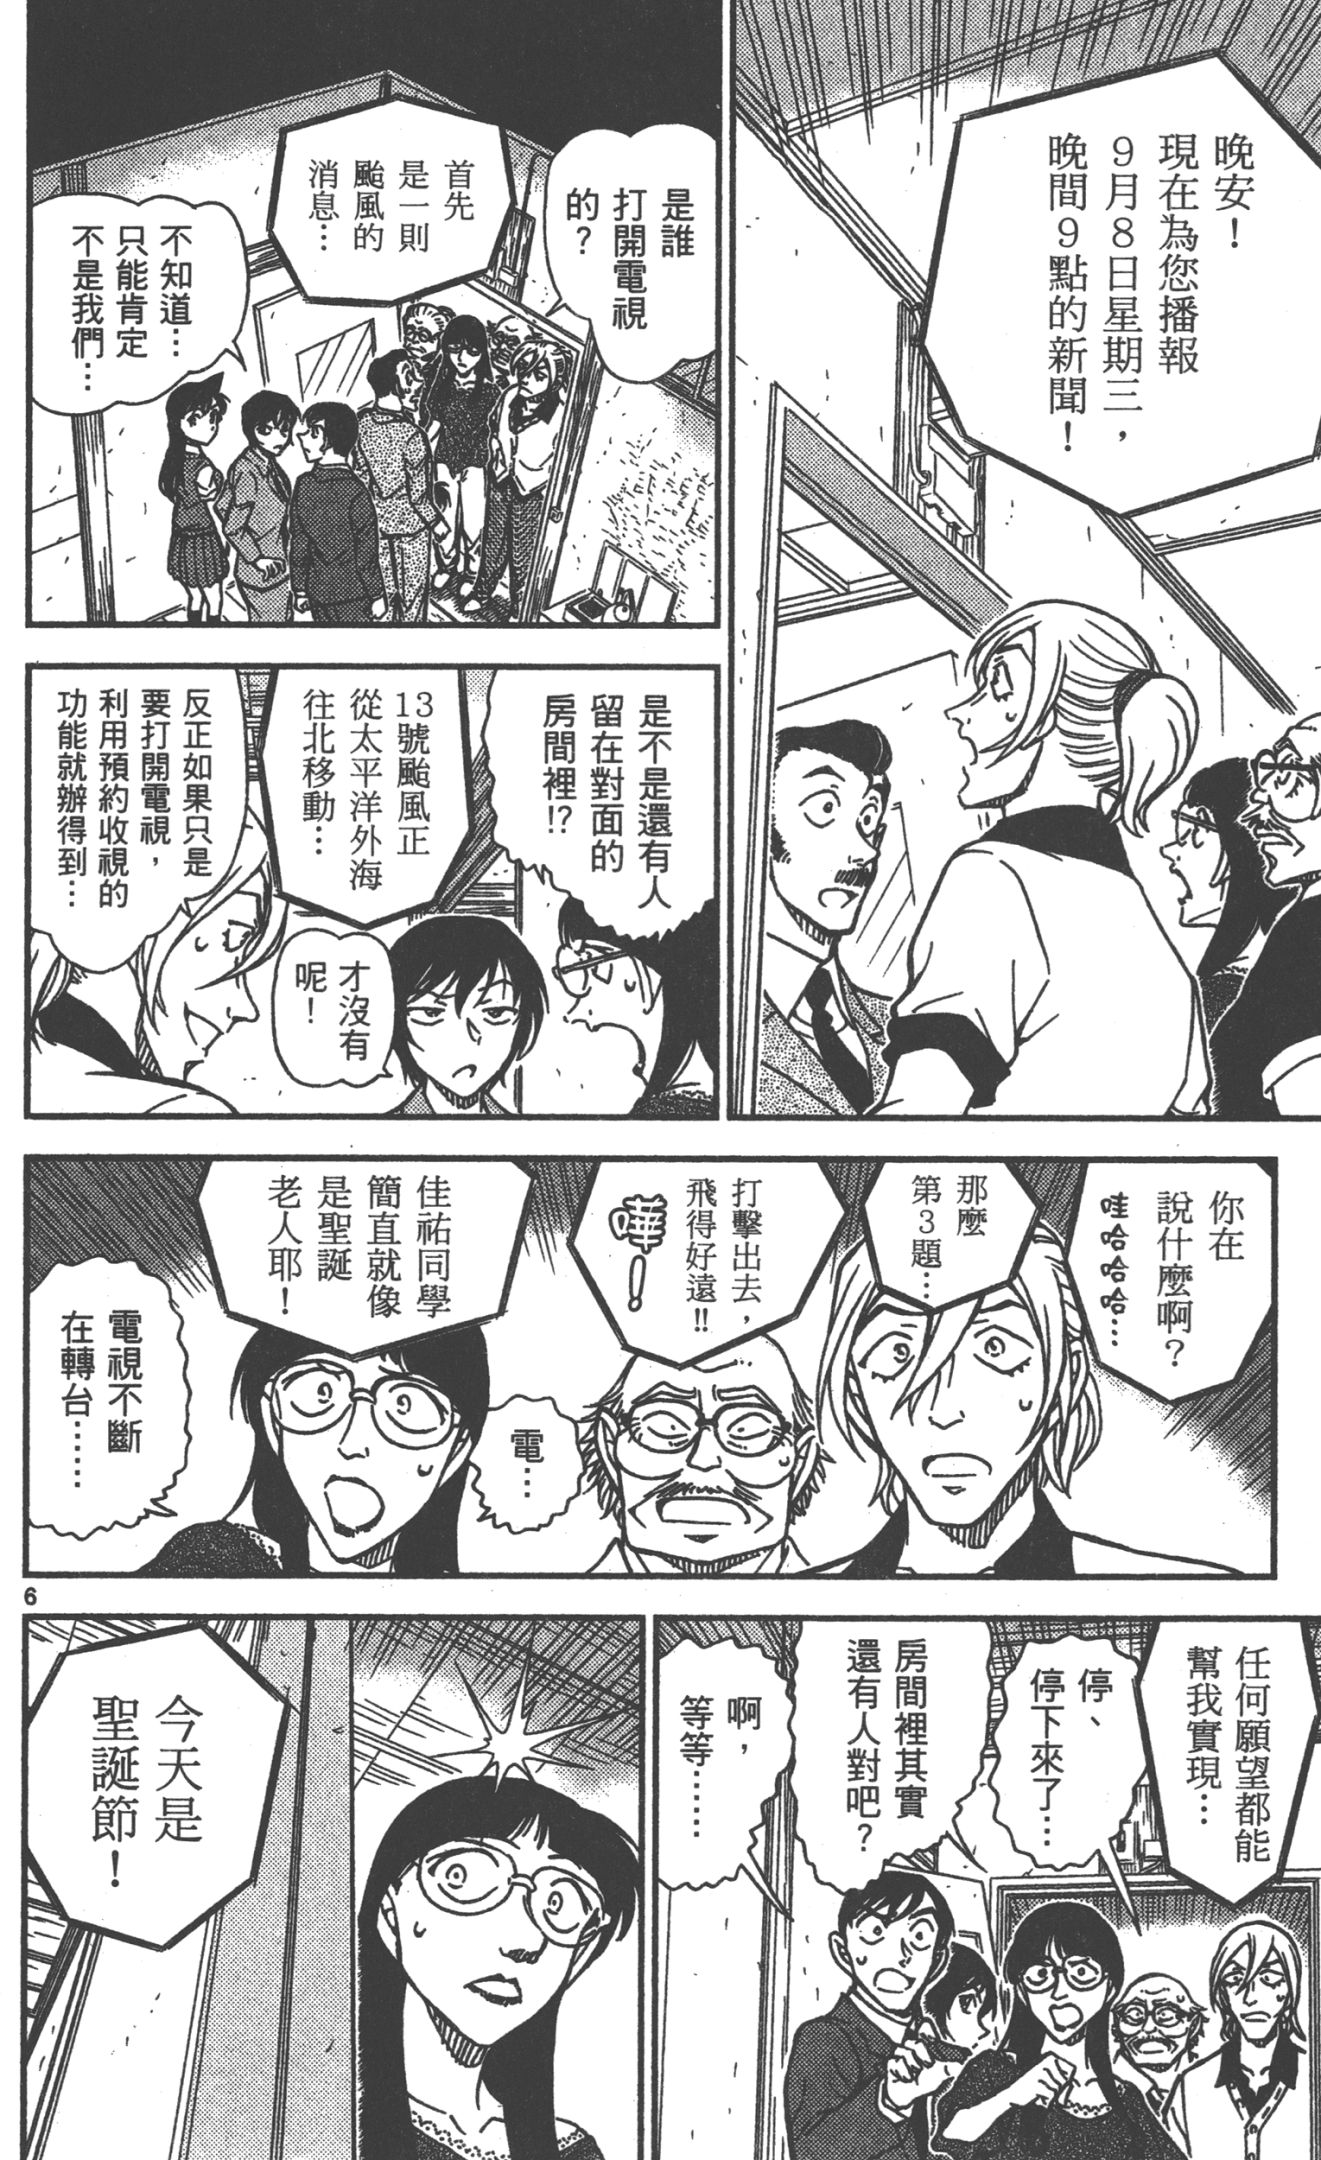 晚安！
現在為您播報
9月8日星期三，
晚間9點的新聞！
是誰
打開電視
的？
首先
是一則
颱風的
消息…
不知道…
只能肯定
不是我們…
是不是還有人
留在對面的
房間裡!?
13號颱風正
從太平洋外海
往北移動…
才沒有
呢！
反正如果只是
要打開電視，
利用預約收視的
功能就辦得到…
你在
說什麼啊？
哇哈哈哈…
那麼
第3題…
打擊出去，
飛得好遠!!
嘩！
電…
佳祐同學
簡直就像
是聖誕
老人耶！
電視不斷
在轉台……
6
任何願望都能
幫我實現…
停、
停下來了…
房間裡其實
還有人對吧？
啊，
等等……
今天是
聖誕節！